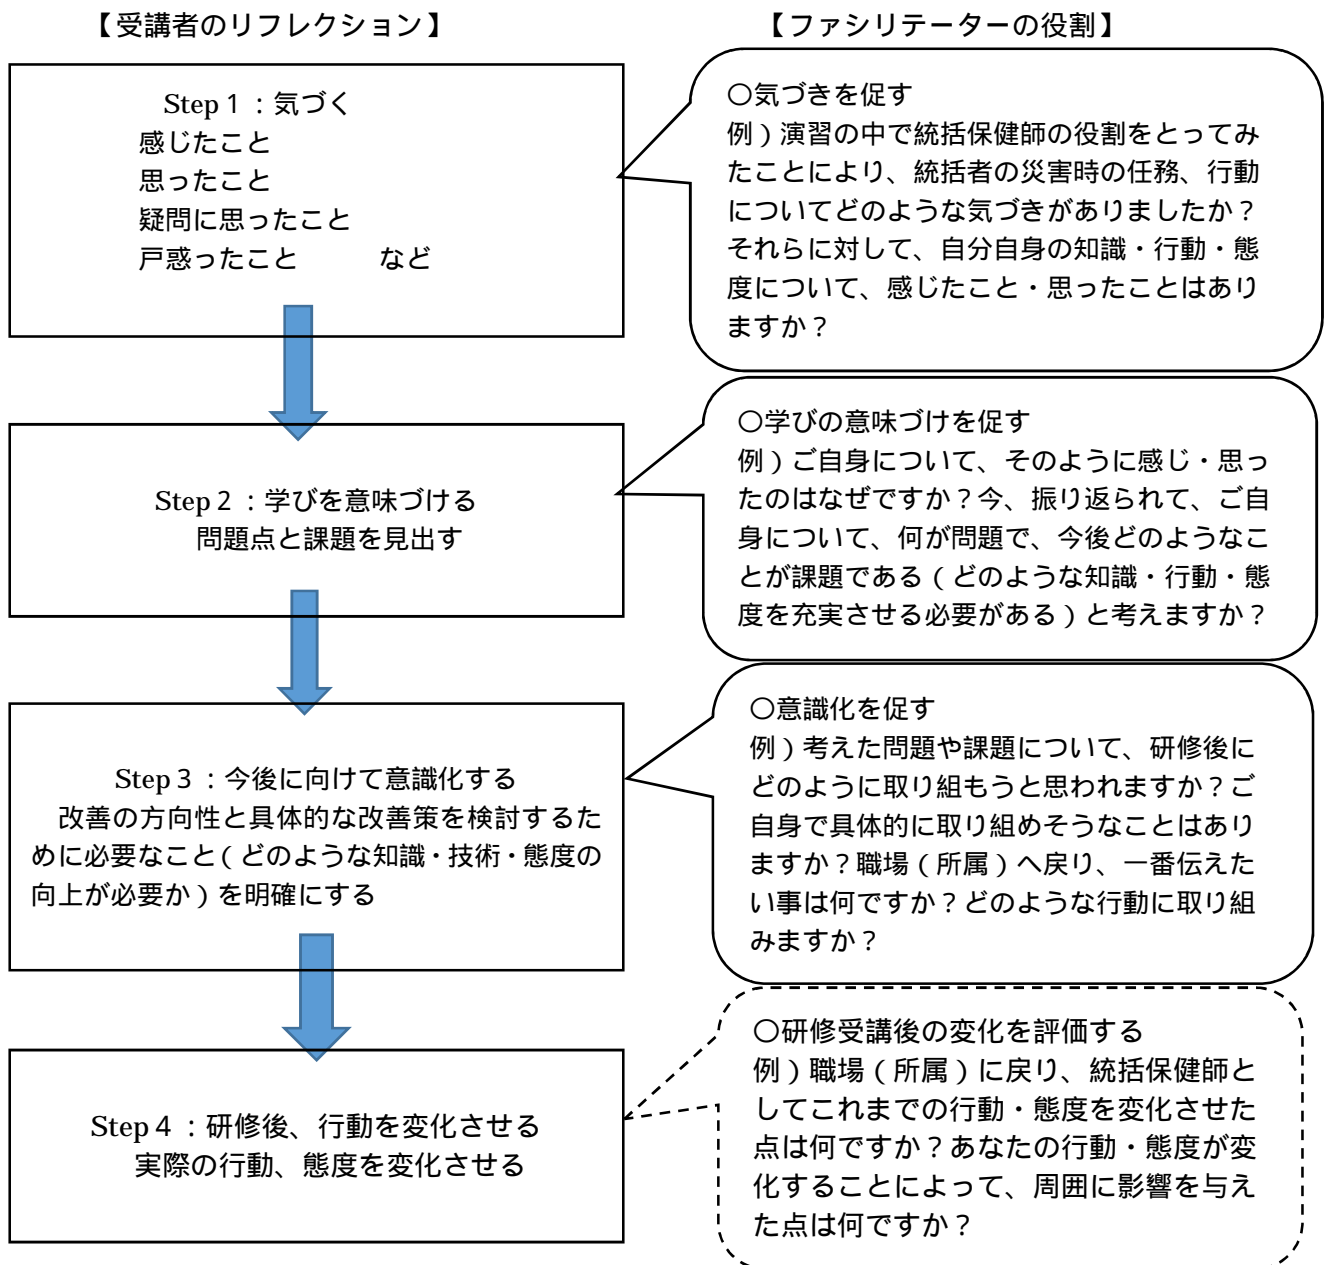 【受講者のリフレクション】
【ファシリテーターの役割】
Step１：気づく
感じたこと
思ったこと
疑問に思ったこと
戸惑ったこと　　　など
○気づきを促す
例）演習の中で統括保健師の役割をとってみ
たことにより、統括者の災害時の任務、行動
についてどのような気づきがありましたか？
それらに対して、自分自身の知識・行動・態
度について、感じたこと・思ったことはあり
ますか？
Step２：学びを意味づける
問題点と課題を見出す
○学びの意味づけを促す
例）ご自身について、そのように感じ・思っ
たのはなぜですか？今、振り返られて、ご自
身について、何が問題で、今後どのようなこ
とが課題である（どのような知識・行動・態
度を充実させる必要がある）と考えますか？
Step３：今後に向けて意識化する
改善の方向性と具体的な改善策を検討するた
めに必要なこと（どのような知識・技術・態度の
向上が必要か）を明確にする
○意識化を促す
例）考えた問題や課題について、研修後に
どのように取り組もうと思われますか？ご
自身で具体的に取り組めそうなことはあり
ますか？職場（所属）へ戻り、一番伝えた
い事は何ですか？どのような行動に取り組
みますか？
Step４：研修後、行動を変化させる
実際の行動、態度を変化させる
○研修受講後の変化を評価する
例）職場（所属）に戻り、統括保健師と
してこれまでの行動・態度を変化させた
点は何ですか？あなたの行動・態度が変
化することによって、周囲に影響を与え
た点は何ですか？